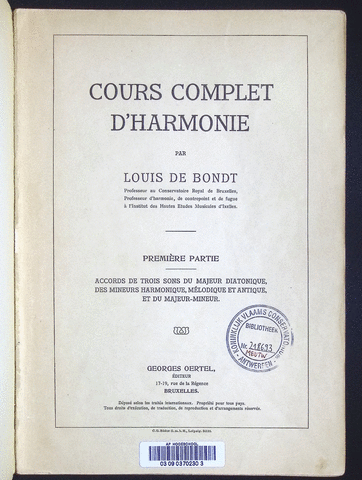 COURS COMPLET
D'HARMONIE
PAR
LOUIS DE BONDT
Professeur au Conservatoire Royal de Bruxelles,
Professeur d'harmonie, de contrepoint et de fugue
à l'Institut des Hautes Etudes Musicales d'Ixelles.
PREMIÈRE PARTIE
ACCORDS DE TROIS SONS DU MAJEUR DIATONIQUE,
DES MINEURS HARMONIQUE, MÉLODIQUE ET ANTIQUE,
ET DU MAJEUR-MINEUR.
KONINKLIJK VLAAMS CONSERVATORIUM
BIBLIOTHEEK
Nr. 218693
ANTWERPEN
GEORGES OERTEL,
ÉDITEUR
17-19, rue de la Régence
BRUXELLES.
Déposé selon les traités internationaux. Propriété pour tous pays.
Tous droits d'exécution, de traduction, de reproduction et d'arrangements réservés.
AP HOGESCHOOL
03 09 0370230 3